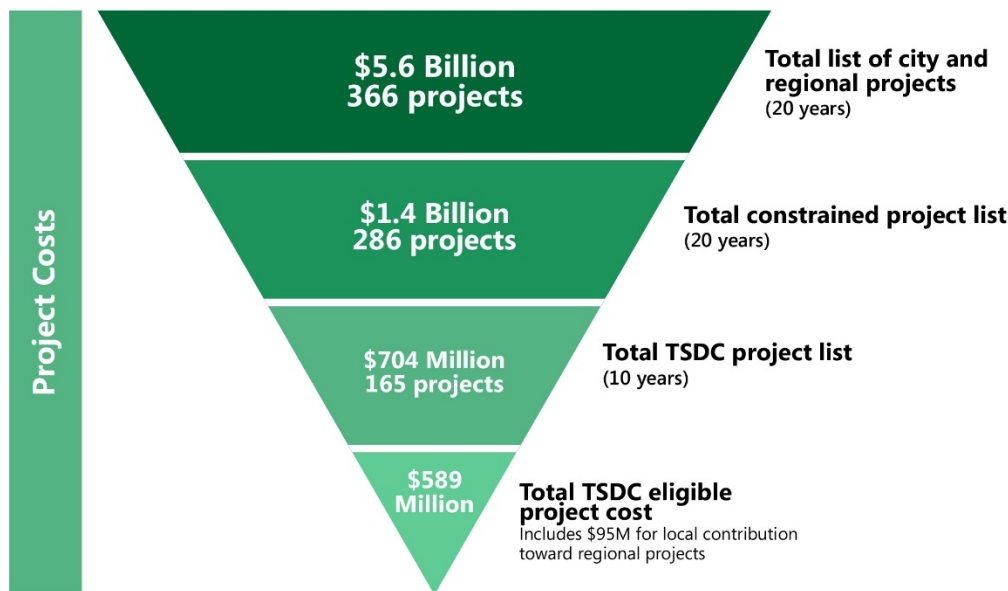 Project Costs
$5.6 Billion
366 projects
Total list of city and
regional projects
(20 years)
$1.4 Billion
286 projects
Total constrained project list
(20 years)
$704 Million
165 projects
Total TSDC project list
(10 years)
$589
Million
Total TSDC eligible
project cost
Includes $95M for local contribution
toward regional projects